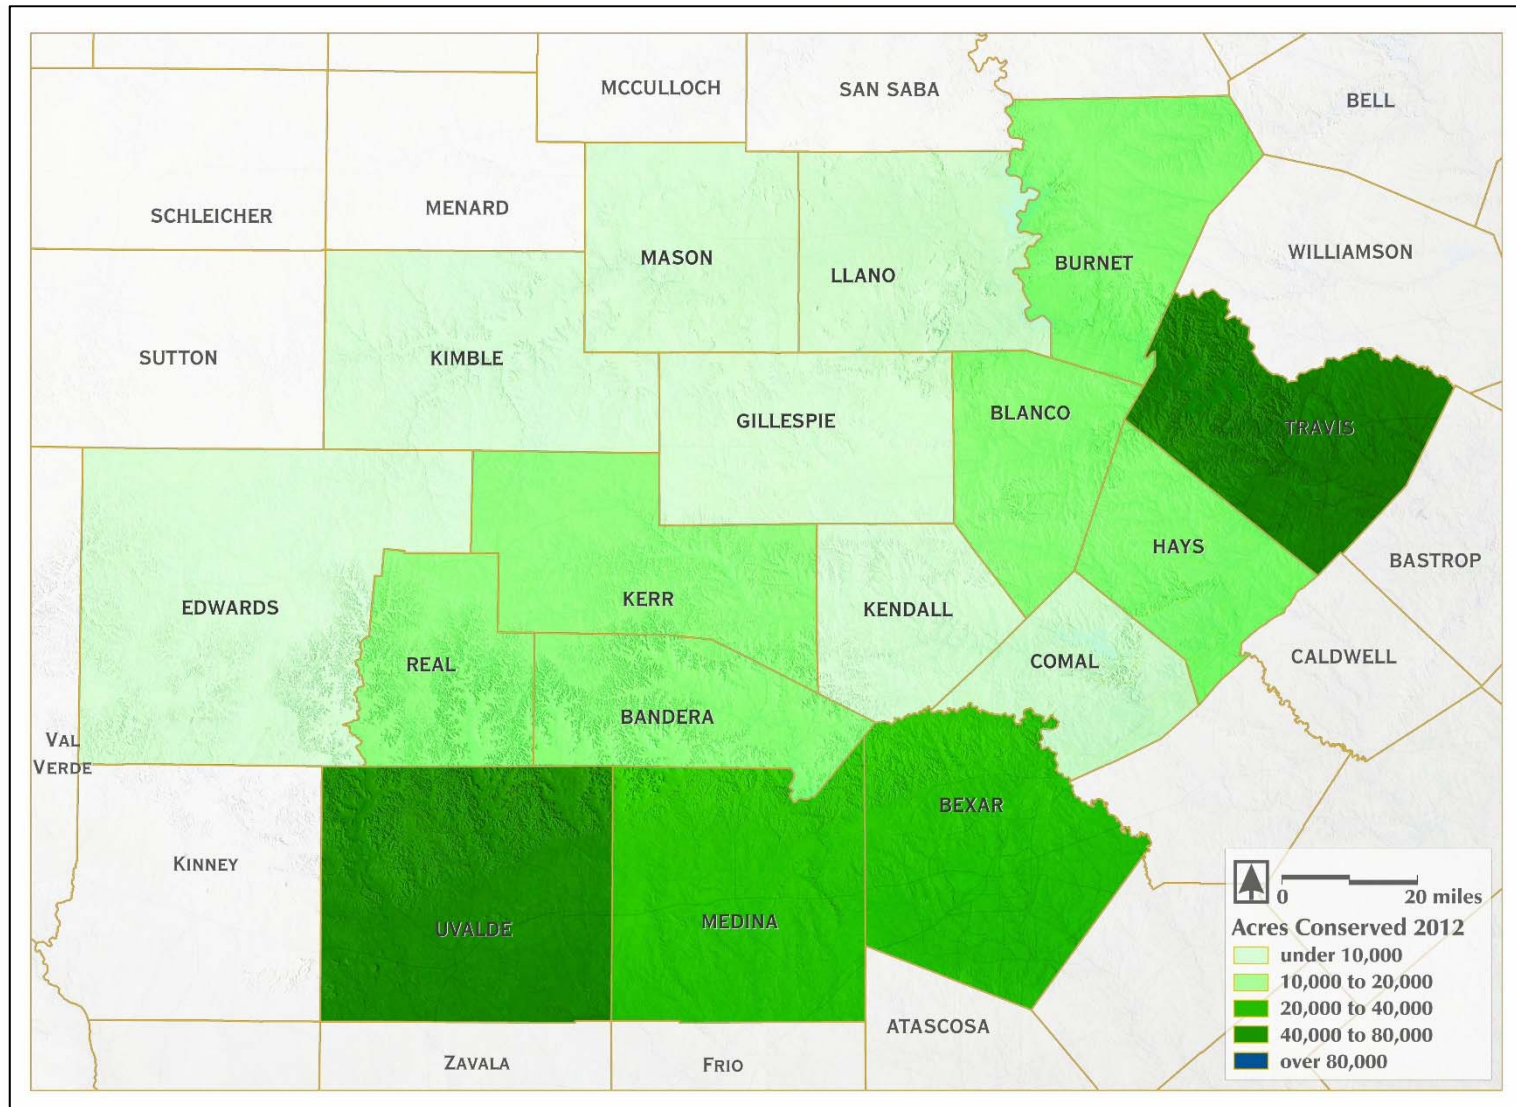 MCCULLOCH
SAN SABA
BELL
SCHLEICHER
MENARD
MASON
LLANO
BURNET
WILLIAMSON
SUTTON
KIMBLE
GILLESPIE
BLANCO
TRAVIS
EDWARDS
KERR
KENDALL
HAYS
BASTROP
REAL
BANDERA
COMAL
CALDWELL
VAL
VERDE
KINNEY
UVALDE
MEDINA
BEXAR
ATASCOSA
ZAVALA
FRIO
0 20 miles
Acres Conserved 2012
under 10,000
10,000 to 20,000
20,000 to 40,000
40,000 to 80,000
over 80,000